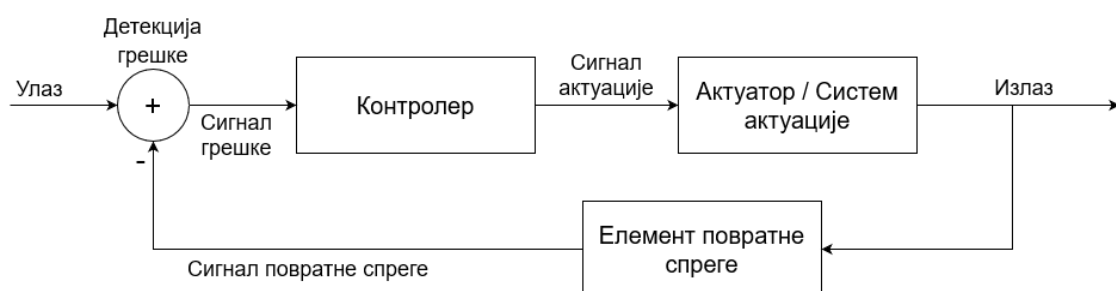 Детекција
грешке
Улаз
+
-
Сигнал
грешке
Контролер
Сигнал
актуације
Актуатор / Систем
актуације
Излаз
Елемент повратне
спреге
Сигнал повратне спреге